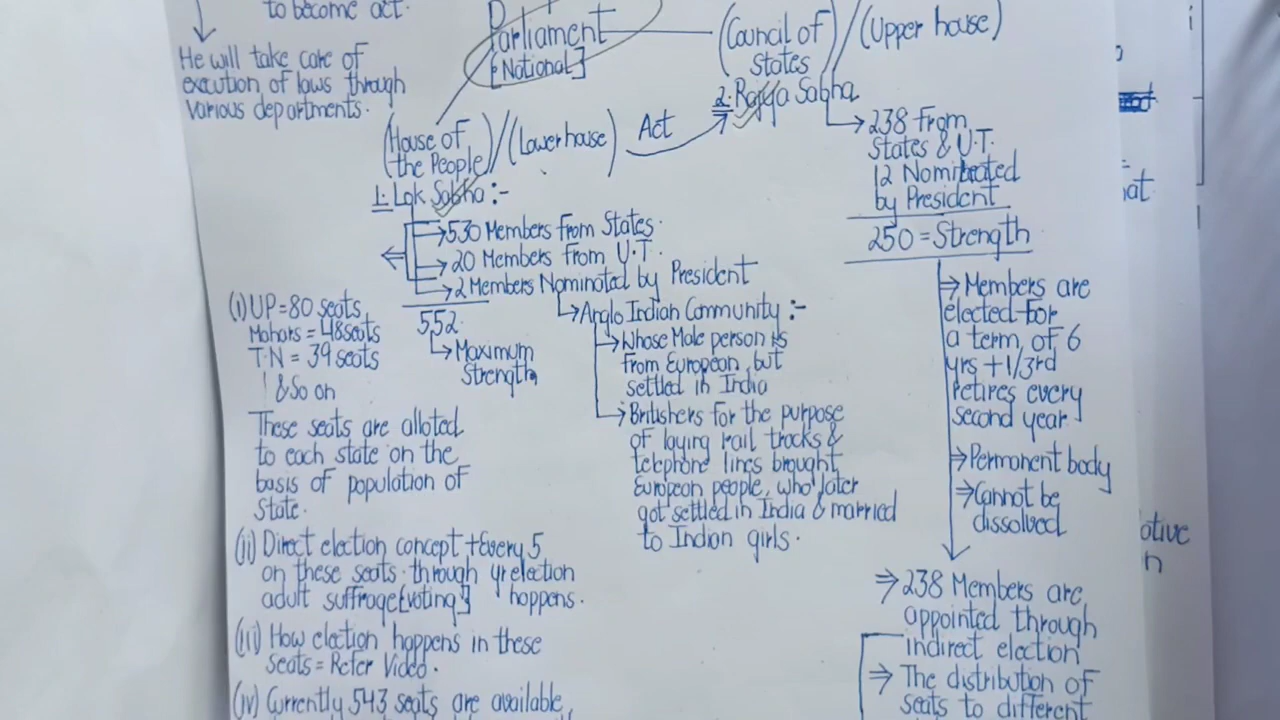 to become act.
He will take care of
execution of laws through
various departments.
Parliament
[National]
(Council of states) / (Upper house)
2. Rajya Sabha
(House of the People) / (Lower house)
Act
238 from
States & U.T.
12 Nominated
by President
250 = Strength
1. Lok Sabha :-
530 Members from States.
20 Members from U.T.
2 Members Nominated by President
552
Maximum
Strength
(i) UP = 80 seats
Mahars = 48 seats
T.N = 39 seats
& So on
These seats are alloted
to each state on the
basis of population of
State.
Anglo Indian Community :-
Whose Male person is
from European, but
settled in India
Britishers for the purpose
of laying rail tracks &
telephone lines brought
European people, who later
got settled in India & married
to Indian girls.
(ii) Direct election concept + Every 5
on these seats through yr election
adult suffrage [voting] happens.
(iii) How election happens in these
seats = Refer Video.
(iv) Currently 543 seats are available,
Members are
elected for
a term of 6
yrs + 1/3rd
retires every
second year
Permanent body
Cannot be
dissolved
238 Members are
appointed through
indirect election
The distribution of
seats to different